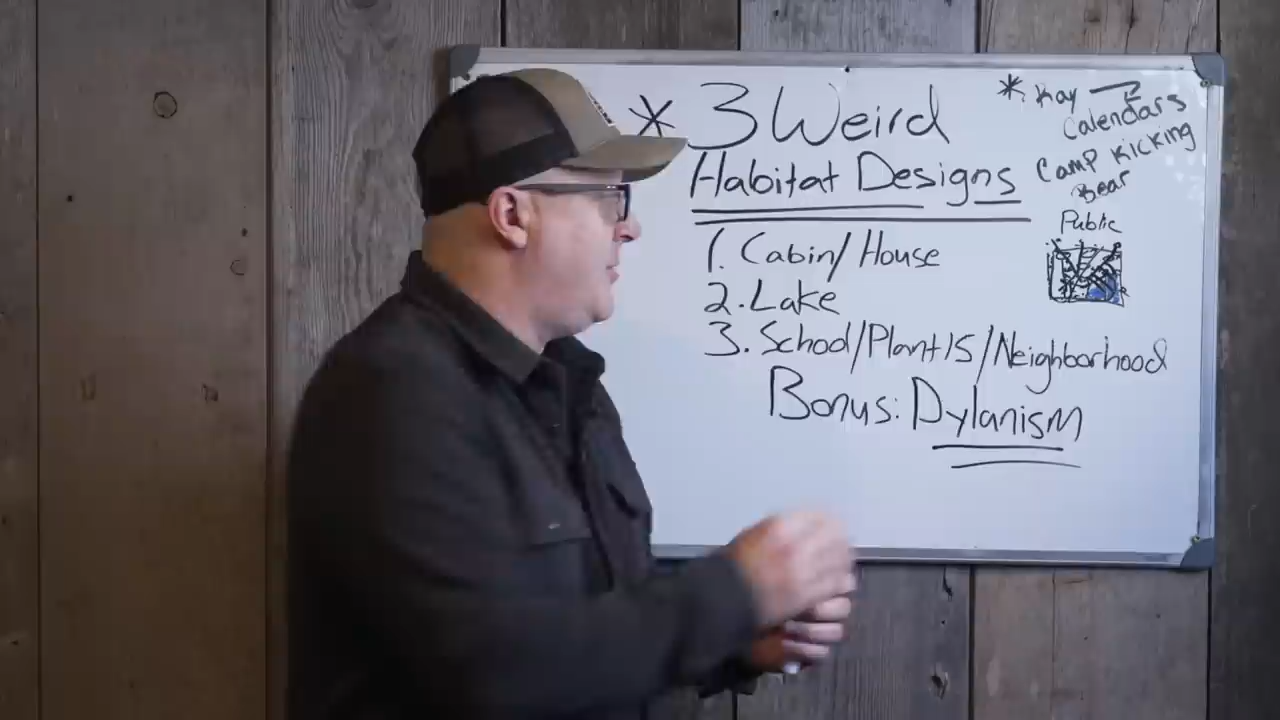 * 3 Weird
Habitat Designs
1. Cabin/House
2. Lake
3. School/Plant/s/Neighborhood
Bonus: Dylanism
* Kay →
Calendars
Camp Kicking
Bear
Public